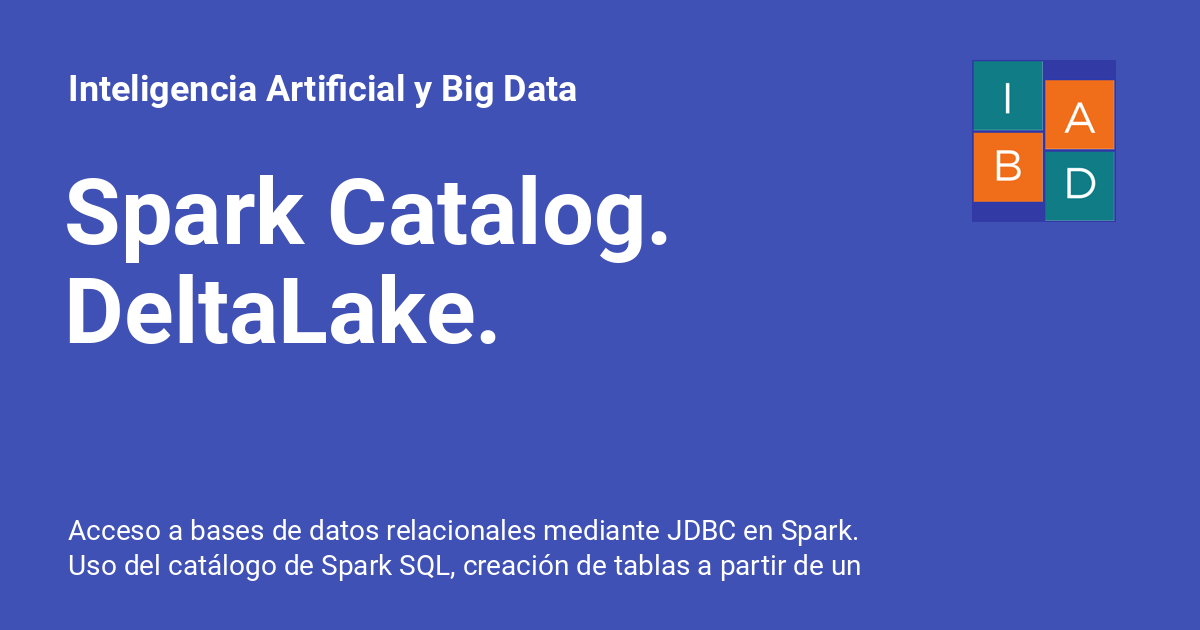 Inteligencia Artificial y Big Data
I A
B D
Spark Catalog.
DeltaLake.
Acceso a bases de datos relacionales mediante JDBC en Spark.
Uso del catálogo de Spark SQL, creación de tablas a partir de un